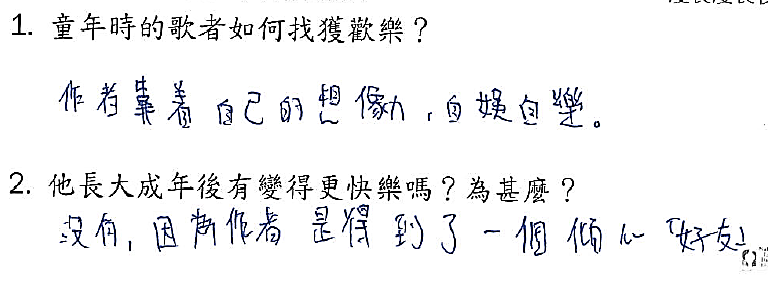 1. 童年時的歌者如何找獲歡樂？
作者靠着自己的想像力，自娛自樂。
2. 他長大成年後有變得更快樂嗎？為甚麼？
沒有，因為作者是得到了一個傾心「好友」